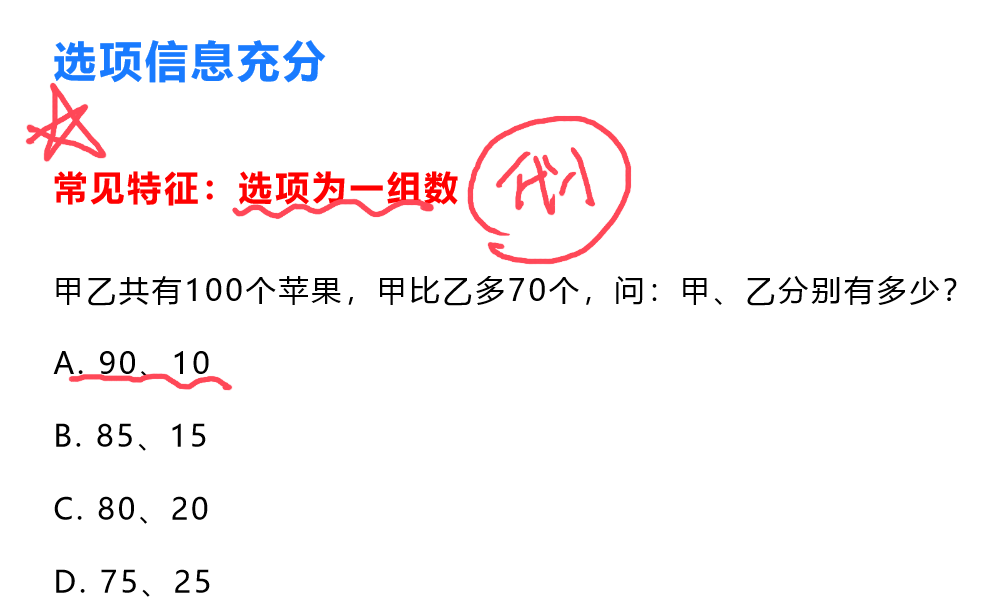 选项信息充分
常见特征：选项为一组数 代入
甲乙共有100个苹果，甲比乙多70个，问：甲、乙分别有多少？
A. 90、10
B. 85、15
C. 80、20
D. 75、25